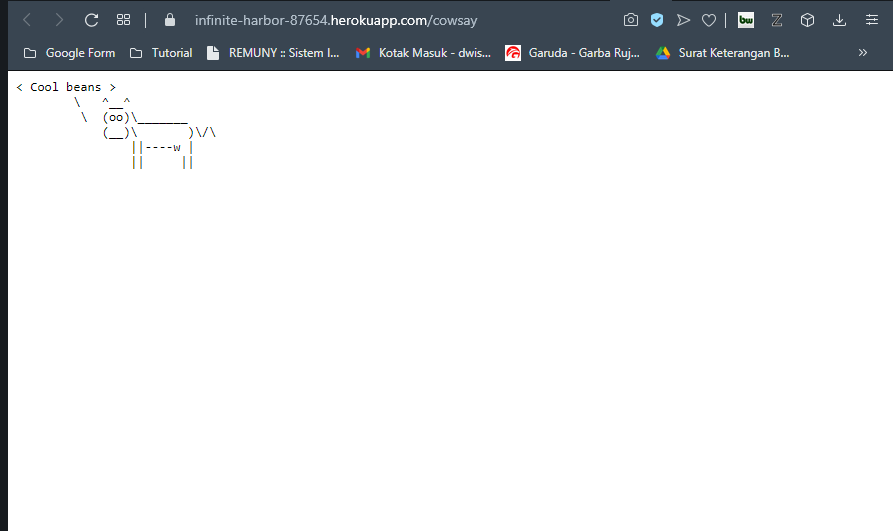 infinite-harbor-87654.herokuapp.com/cowsay
bw Z
Google Form Tutorial REMUNY :: Sistem I... Kotak Masuk - dwis... Garuda - Garba Ruj... Surat Keterangan B... »
< Cool beans >
        \   ^__^
         \  (oo)\_______
            (__)\       )\/\
                ||----w |
                ||     ||